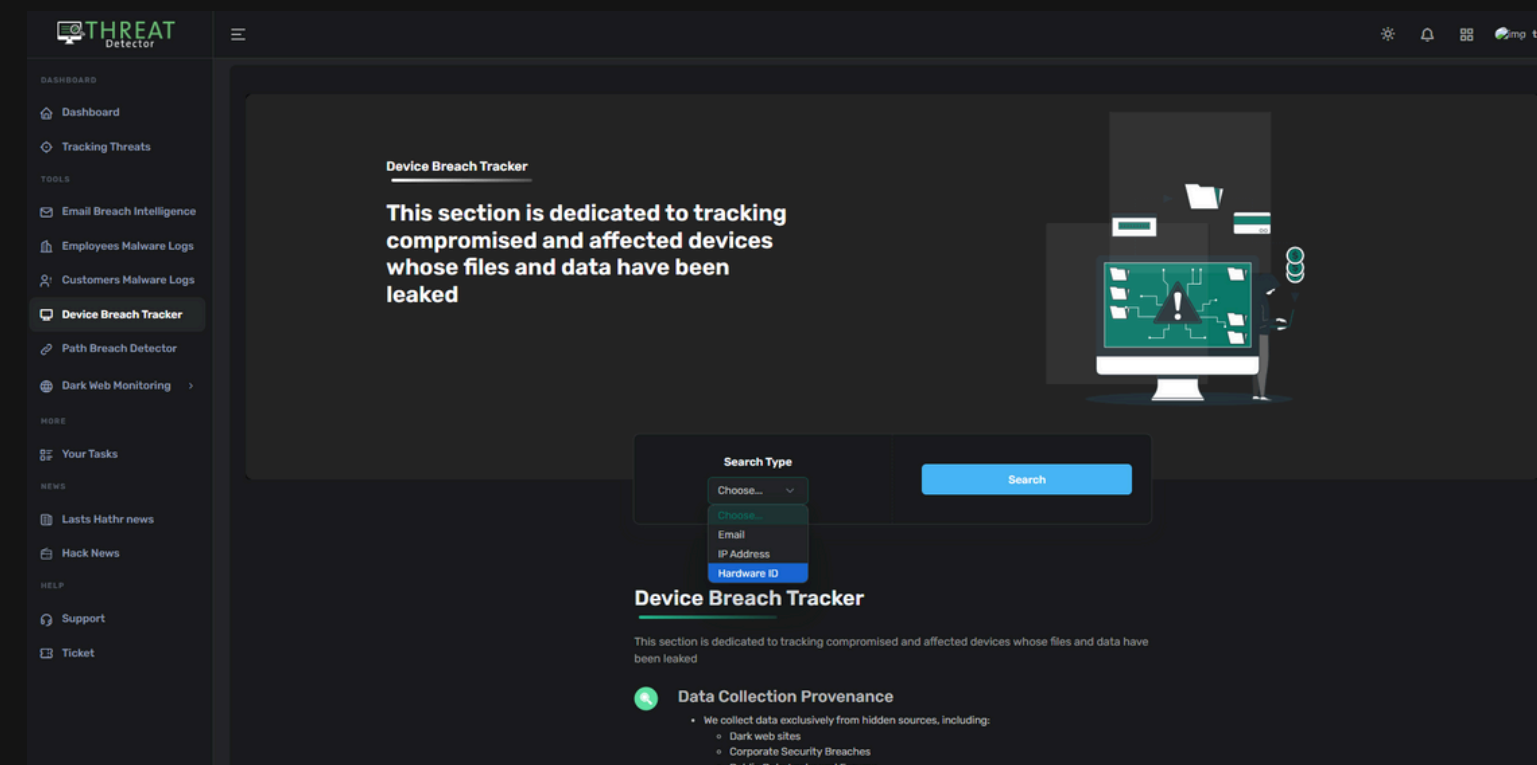 THREAT
Detector
imp t
DASHBOARD
Dashboard
Tracking Threats
TOOLS
Email Breach Intelligence
Employees Malware Logs
Customers Malware Logs
Device Breach Tracker
Path Breach Detector
Dark Web Monitoring
MORE
Your Tasks
NEWS
Lasts Hathr news
Hack News
HELP
Support
Ticket
Device Breach Tracker
This section is dedicated to tracking
compromised and affected devices
whose files and data have been
leaked
Search Type
Choose...
Search
Choose...
Email
IP Address
Hardware ID
Device Breach Tracker
This section is dedicated to tracking compromised and affected devices whose files and data have
been leaked
Data Collection Provenance
We collect data exclusively from hidden sources, including:
Dark web sites
Corporate Security Breaches